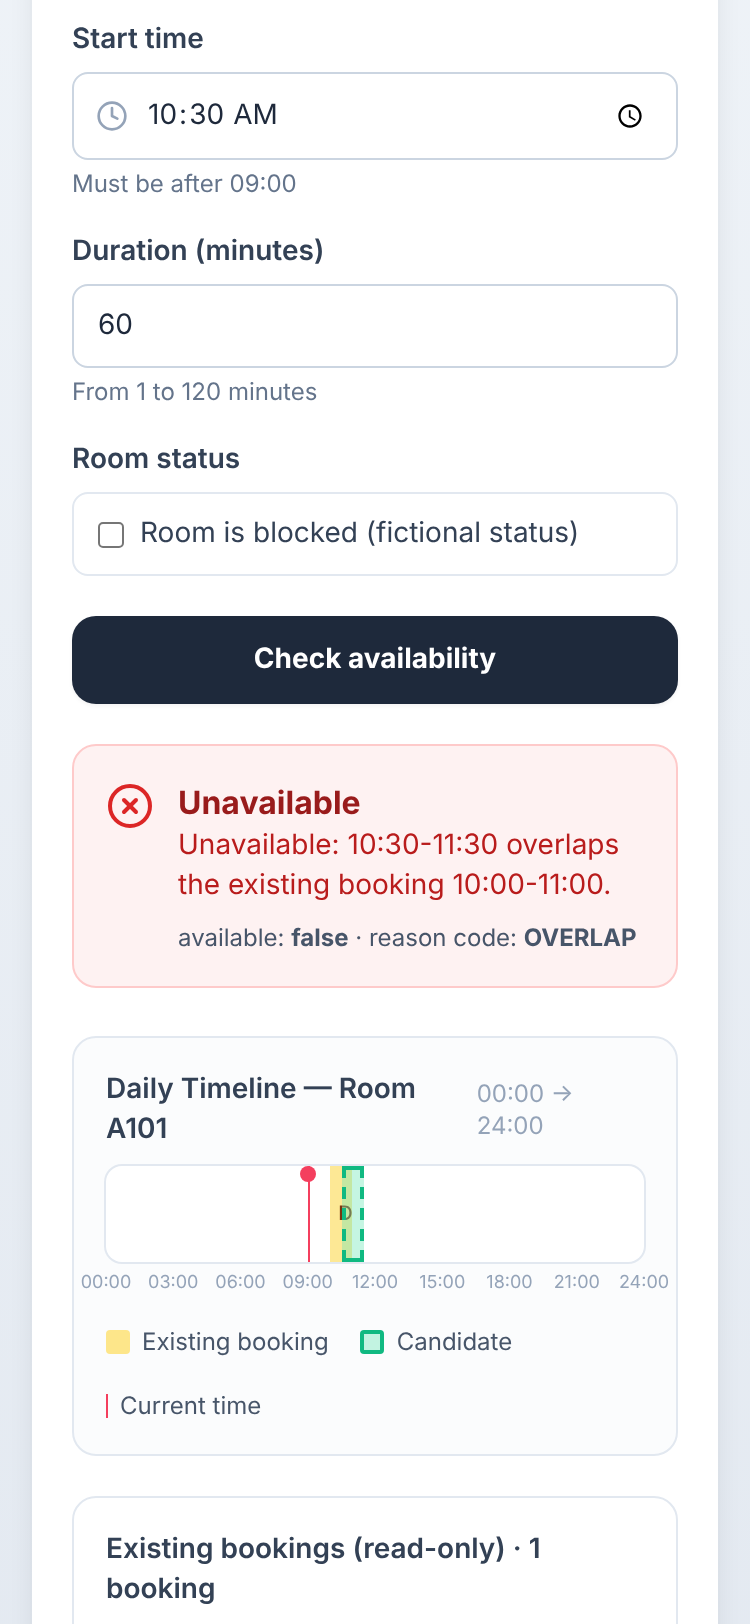 Start time
10:30 AM
Must be after 09:00
Duration (minutes)
60
From 1 to 120 minutes
Room status
Room is blocked (fictional status)
Check availability
Unavailable
Unavailable: 10:30-11:30 overlaps
the existing booking 10:00-11:00.
available: false · reason code: OVERLAP
Daily Timeline — Room
A101
00:00 →
24:00
00:00 03:00 06:00 09:00 12:00 15:00 18:00 21:00 24:00
Existing booking Candidate
Current time
Existing bookings (read-only) · 1
booking